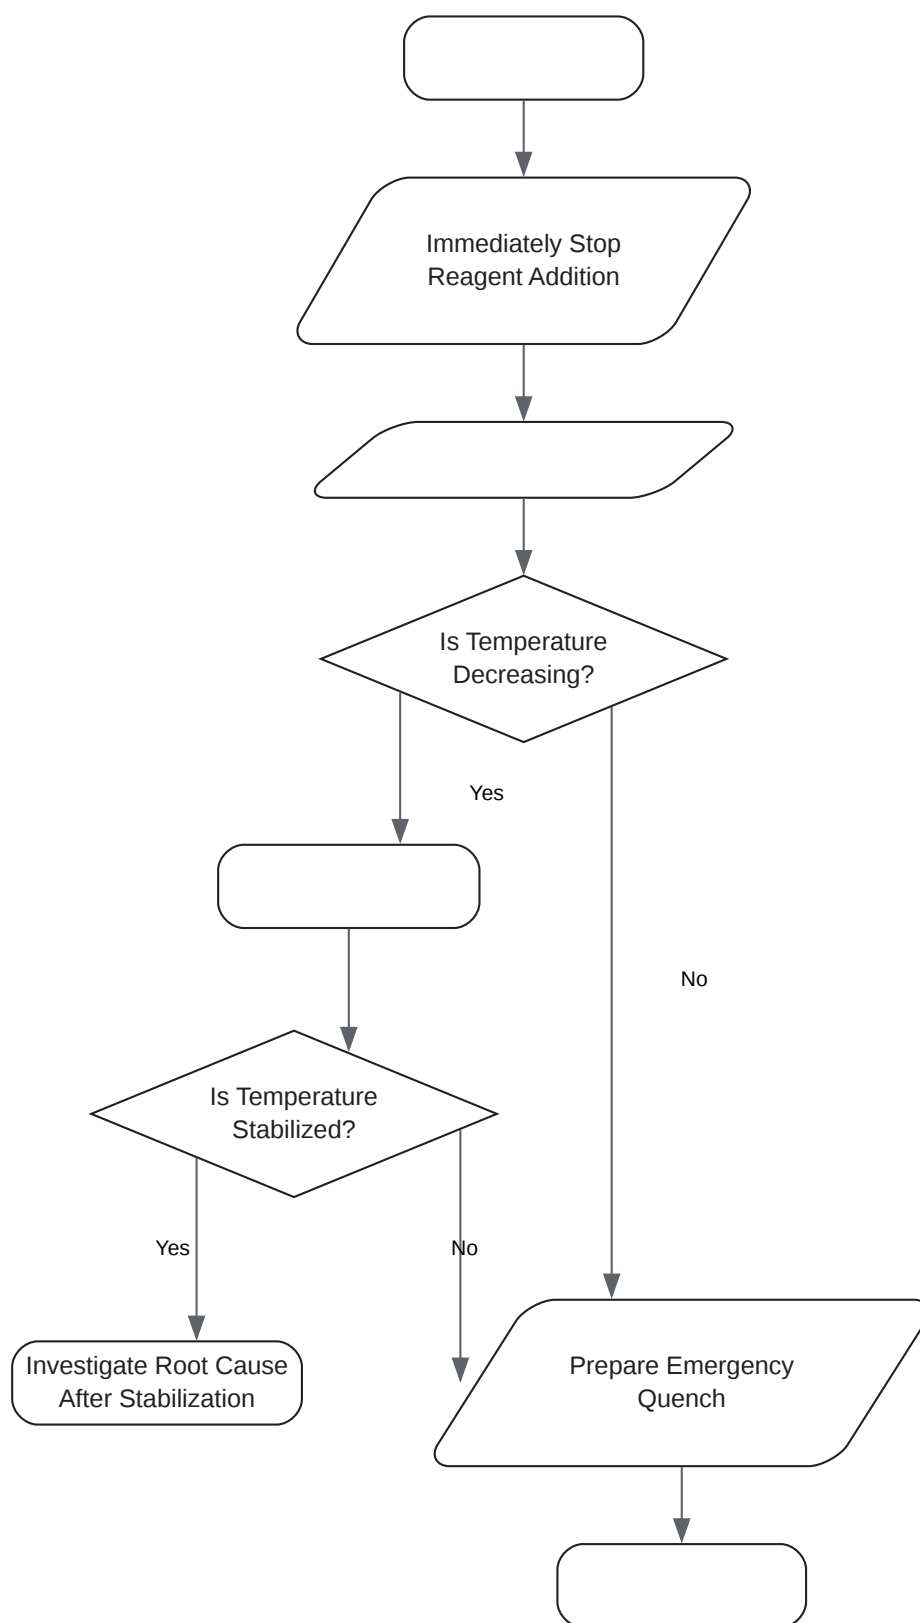 Immediately Stop
Reagent Addition
Is Temperature
Decreasing?
Yes
No
Is Temperature
Stabilized?
Yes
No
Investigate Root Cause
After Stabilization
Prepare Emergency
Quench